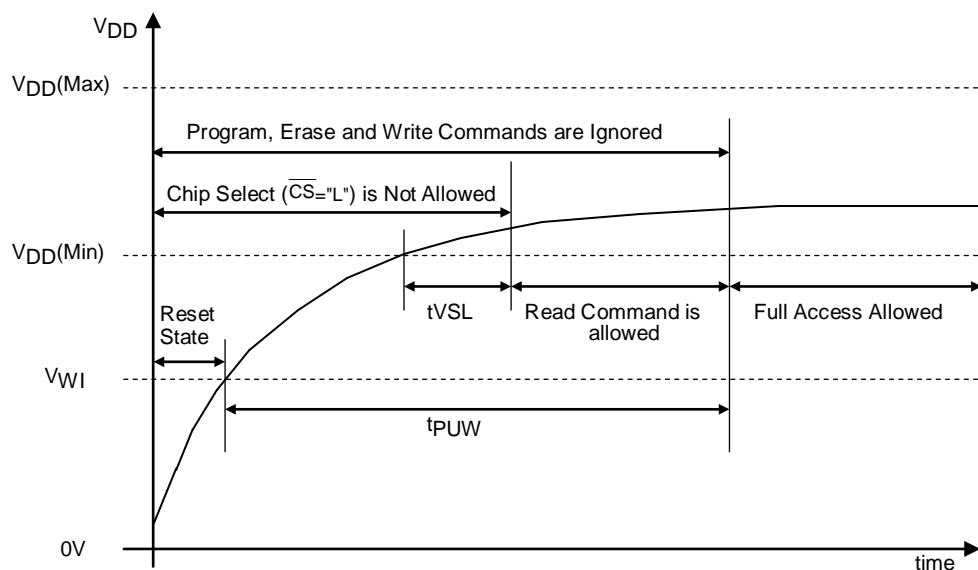 VDD
VDD(Max)
Program, Erase and Write Commands are Ignored
Chip Select (C̅S̅="L") is Not Allowed
VDD(Min)
tVSL
Read Command is
allowed
Full Access Allowed
Reset
State
VWI
tPUW
0V
time